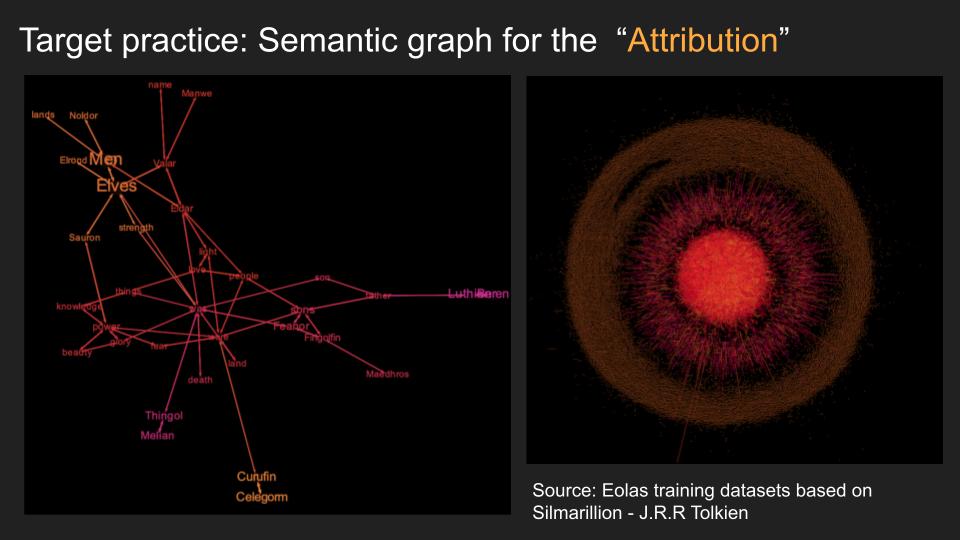 Target practice: Semantic graph for the “Attribution”
name
Manwe
lands
Noldor
Elrond
Men
Valar
Elves
Eldar
strength
Sauron
light
love
people
son
things
father
Beren
knowledge
sons
power
Feanor
Fingolfin
glory
fear
beauty
land
death
Maedhros
Thingol
Melian
Curufin
Celegorm
Source: Eolas training datasets based on
Silmarillion - J.R.R Tolkien